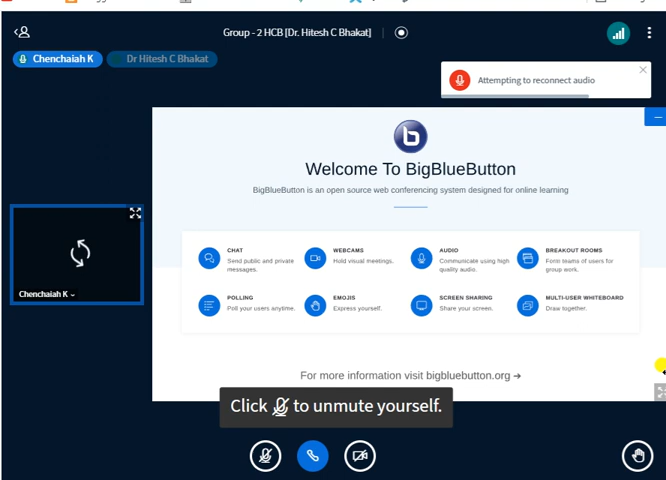 Group - 2 HCB [Dr. Hitesh C Bhakat]
Chenchaiah K
Dr Hitesh C Bhakat
Attempting to reconnect audio
b
Welcome To BigBlueButton
BigBlueButton is an open source web conferencing system designed for online learning
CHAT
Send public and private
messages.
WEBCAMS
Hold visual meetings.
AUDIO
Communicate using high
quality audio.
BREAKOUT ROOMS
Form teams of users for
group work.
POLLING
Poll your users anytime.
EMOJIS
Express yourself.
SCREEN SHARING
Share your screen.
MULTI-USER WHITEBOARD
Draw together.
Chenchaiah K
For more information visit bigbluebutton.org →
Click to unmute yourself.